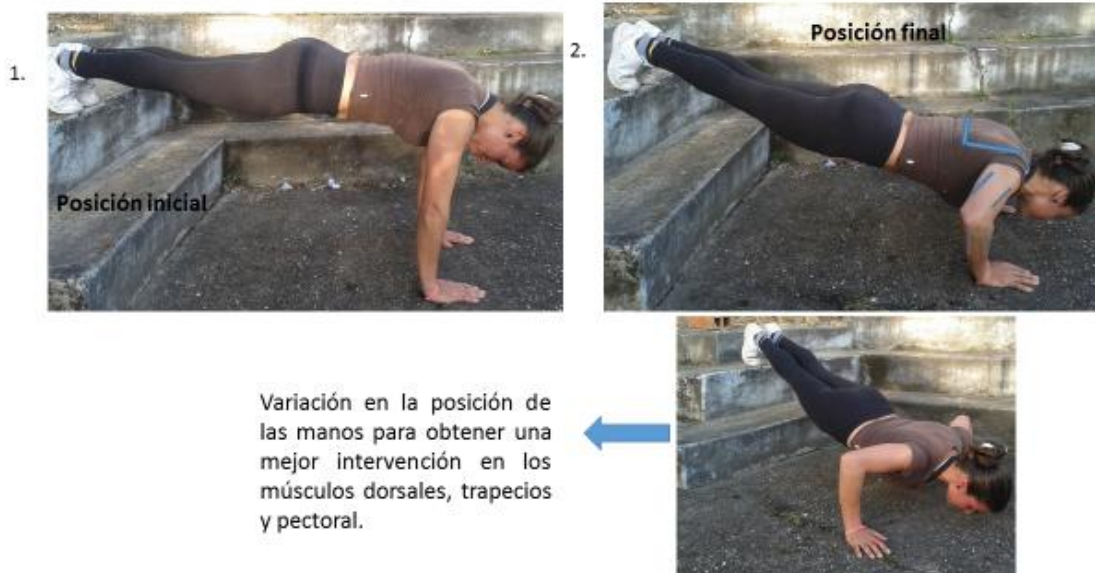 1.
Posición inicial
2.
Posición final
Variación en la posición de
las manos para obtener una
mejor intervención en los
músculos dorsales, trapecios
y pectoral.